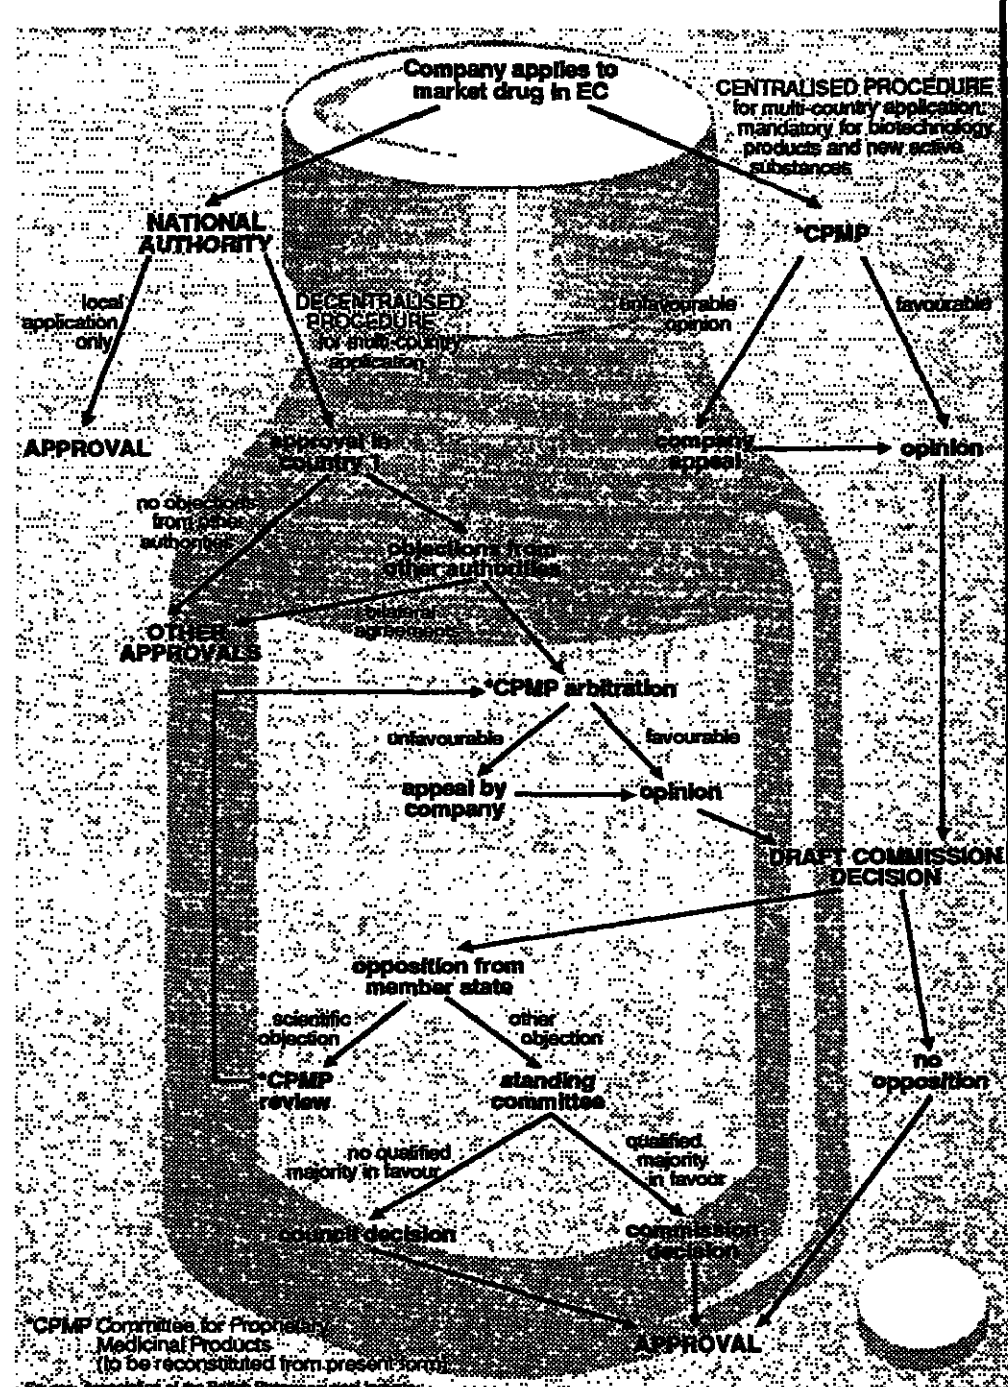 Company applies to
market drug in EC
CENTRALISED PROCEDURE
for multi-country application:
mandatory for biotechnology
products and new active
substances
NATIONAL
AUTHORITY
*CPMP
local
application
only
DECENTRALISED
PROCEDURE
for multi-country
application
unfavourable
opinion
favourable
APPROVAL
approval in
country 1
company
appeal
opinion
no objections
from other
authorities
objections from
other authorities
bilateral
agreements
OTHER
APPROVALS
*CPMP arbitration
unfavourable
favourable
appeal by
company
opinion
DRAFT COMMISSION
DECISION
opposition from
member state
scientific
objection
other
objection
no
opposition
*CPMP
review
standing
committee
no qualified
majority in favour
qualified
majority
in favour
council decision
commission
decision
APPROVAL
*CPMP Committee for Proprietary
Medicinal Products
(to be reconstituted from present form)